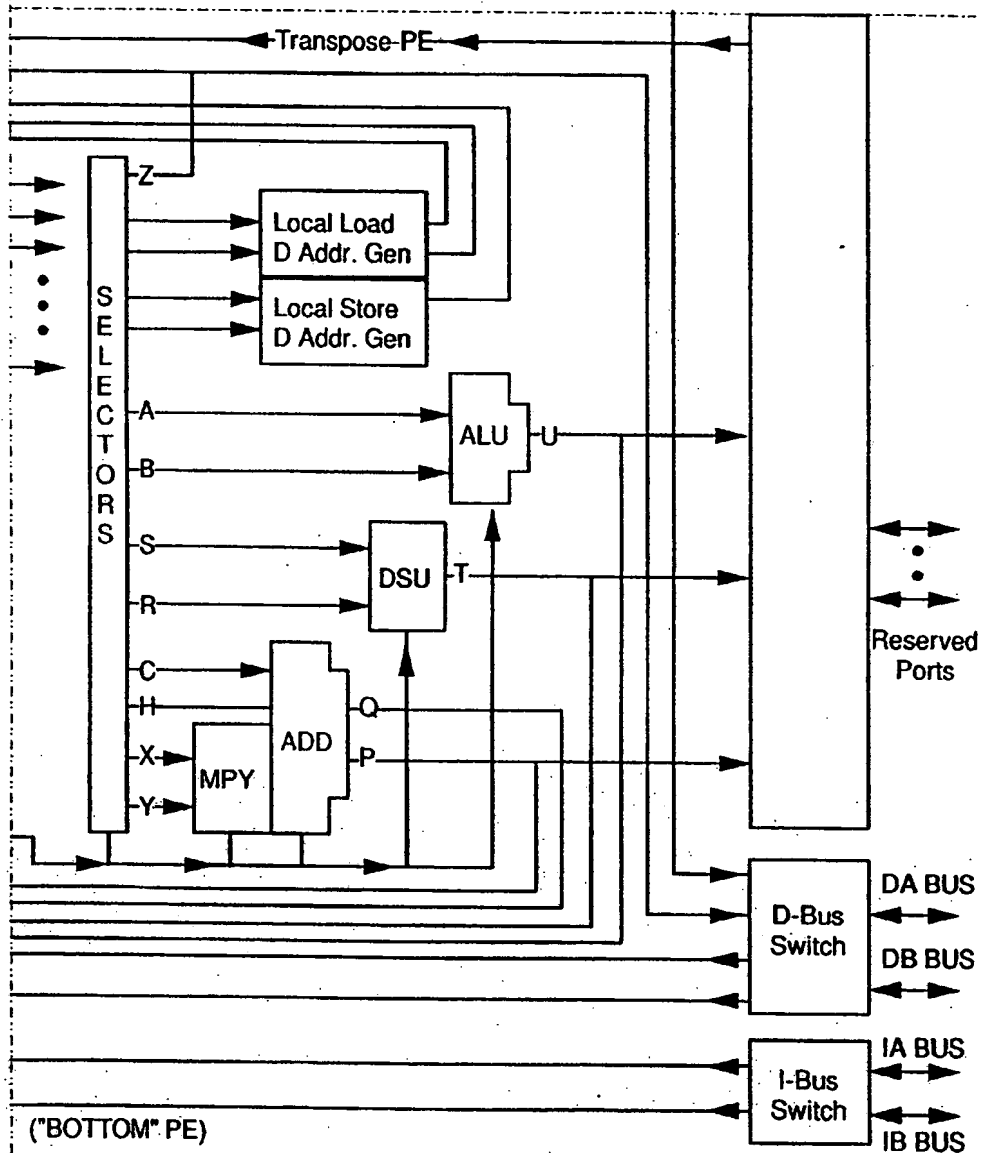 Transpose PE
Z
Local Load
D Addr. Gen
Local Store
D Addr. Gen
SELECTORS
A
ALU
U
B
S
DSU
T
R
Reserved
Ports
C
H
Q
ADD
X
P
MPY
Y
DA BUS
D-Bus
Switch
DB BUS
IA BUS
I-Bus
Switch
IB BUS
("BOTTOM" PE)